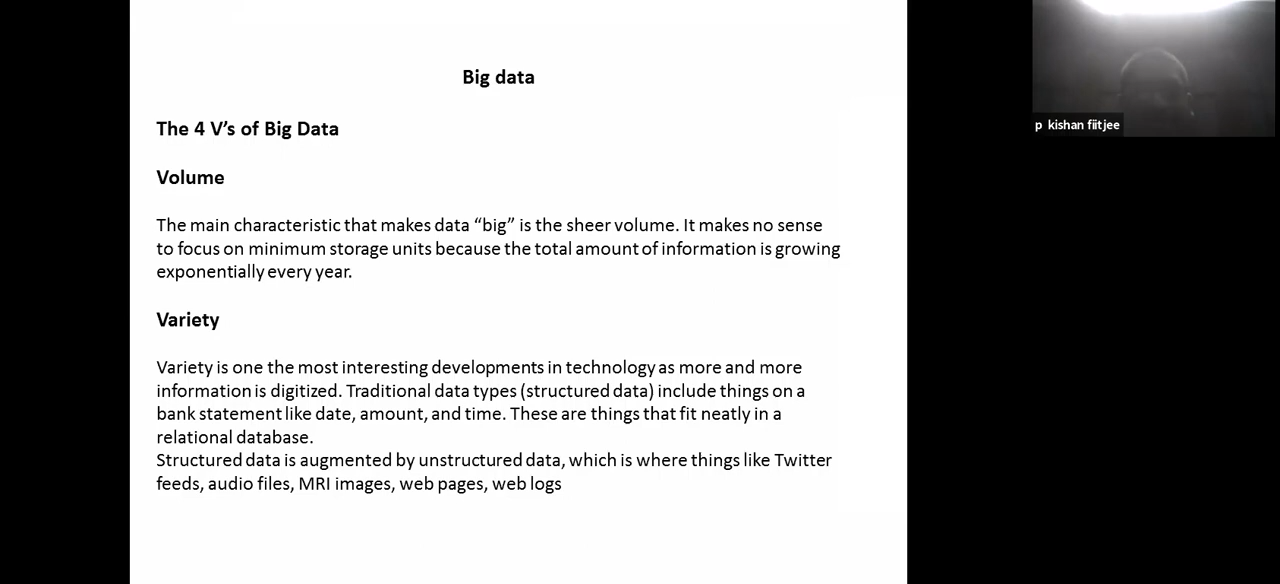 Big data
The 4 V’s of Big Data
Volume
The main characteristic that makes data “big” is the sheer volume. It makes no sense
to focus on minimum storage units because the total amount of information is growing
exponentially every year.
Variety
Variety is one the most interesting developments in technology as more and more
information is digitized. Traditional data types (structured data) include things on a
bank statement like date, amount, and time. These are things that fit neatly in a
relational database.
Structured data is augmented by unstructured data, which is where things like Twitter
feeds, audio files, MRI images, web pages, web logs
p kishan fiitjee